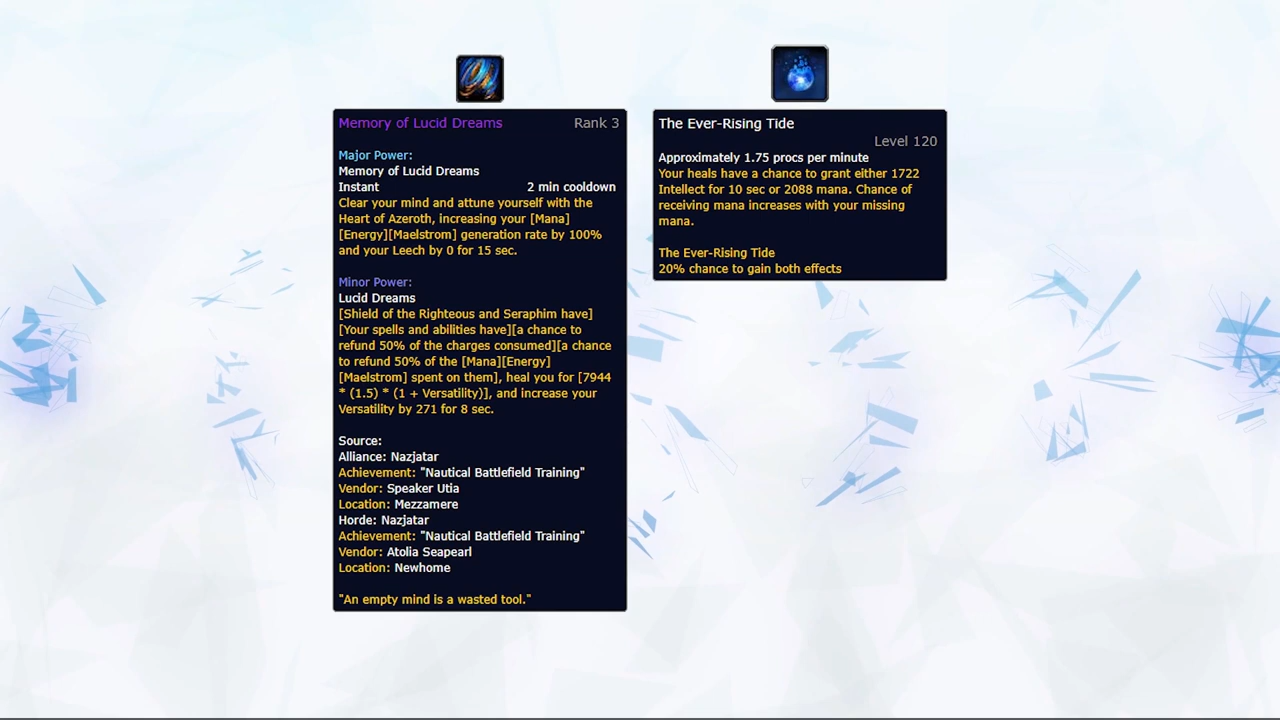 Memory of Lucid Dreams Rank 3
Major Power:
Memory of Lucid Dreams
Instant 2 min cooldown
Clear your mind and attune yourself with the
Heart of Azeroth, increasing your [Mana]
[Energy][Maelstrom] generation rate by 100%
and your Leech by 0 for 15 sec.
Minor Power:
Lucid Dreams
[Shield of the Righteous and Seraphim have]
[Your spells and abilities have][a chance to
refund 50% of the charges consumed][a chance
to refund 50% of the [Mana][Energy]
[Maelstrom] spent on them], heal you for [7944
* (1.5) * (1 + Versatility)], and increase your
Versatility by 271 for 8 sec.
Source:
Alliance: Nazjatar
Achievement: "Nautical Battlefield Training"
Vendor: Speaker Utia
Location: Mezzamere
Horde: Nazjatar
Achievement: "Nautical Battlefield Training"
Vendor: Atolia Seapearl
Location: Newhome
"An empty mind is a wasted tool."
The Ever-Rising Tide
Level 120
Approximately 1.75 procs per minute
Your heals have a chance to grant either 1722
Intellect for 10 sec or 2088 mana. Chance of
receiving mana increases with your missing
mana.
The Ever-Rising Tide
20% chance to gain both effects